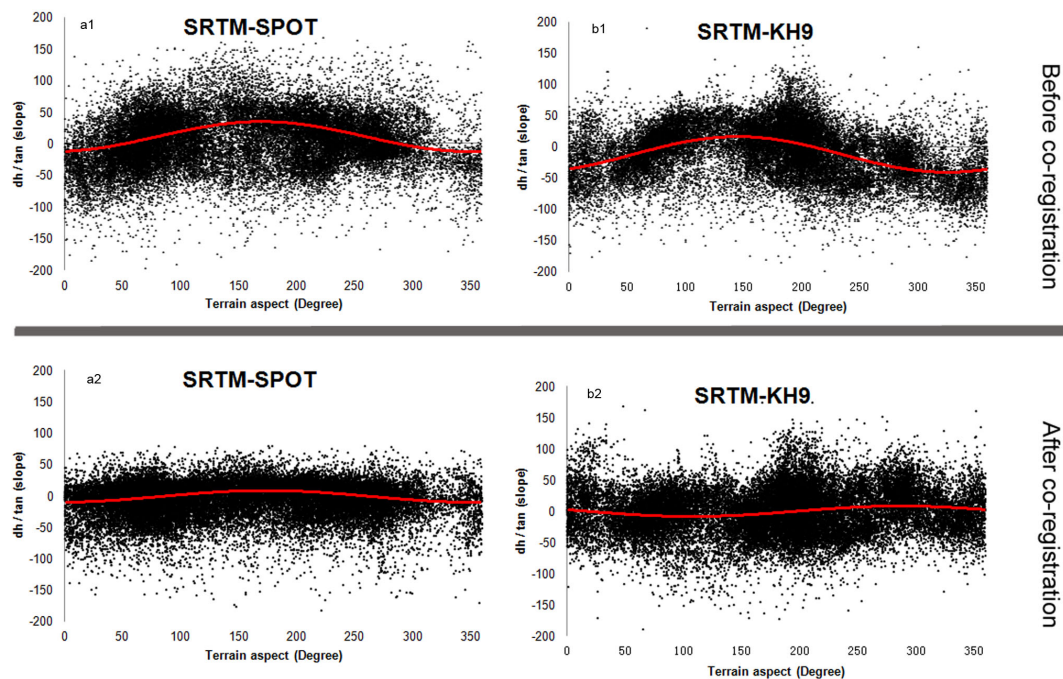 a1
SRTM-SPOT
200
150
100
50
0
-50
-100
-150
-200
dh / tan (slope)
0 50 100 150 200 250 300 350
Terrain aspect (Degree)
b1
SRTM-KH9
200
150
100
50
0
-50
-100
-150
-200
dh / tan (slope)
0 50 100 150 200 250 300 350
Terrain aspect (Degree)
Before co-registration
a2
SRTM-SPOT
200
150
100
50
0
-50
-100
-150
-200
dh / tan (slope)
0 50 100 150 200 250 300 350
Terrain aspect (Degree)
b2
SRTM-KH9
200
150
100
50
0
-50
-100
-150
-200
dh / tan (slope)
0 50 100 150 200 250 300 350
Terrain aspect (Degree)
After co-registration